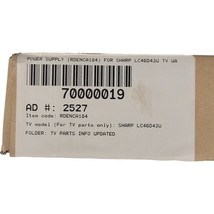 POWER SUPPLY (RDENCA184) FOR SHARP LC46D43U TV WA
70000019
AD #: 2527
Item code: RDENCA184
TV model (For TV parts only): SHARP LC46D43U
FOLDER: TV PARTS INFO UPDATED